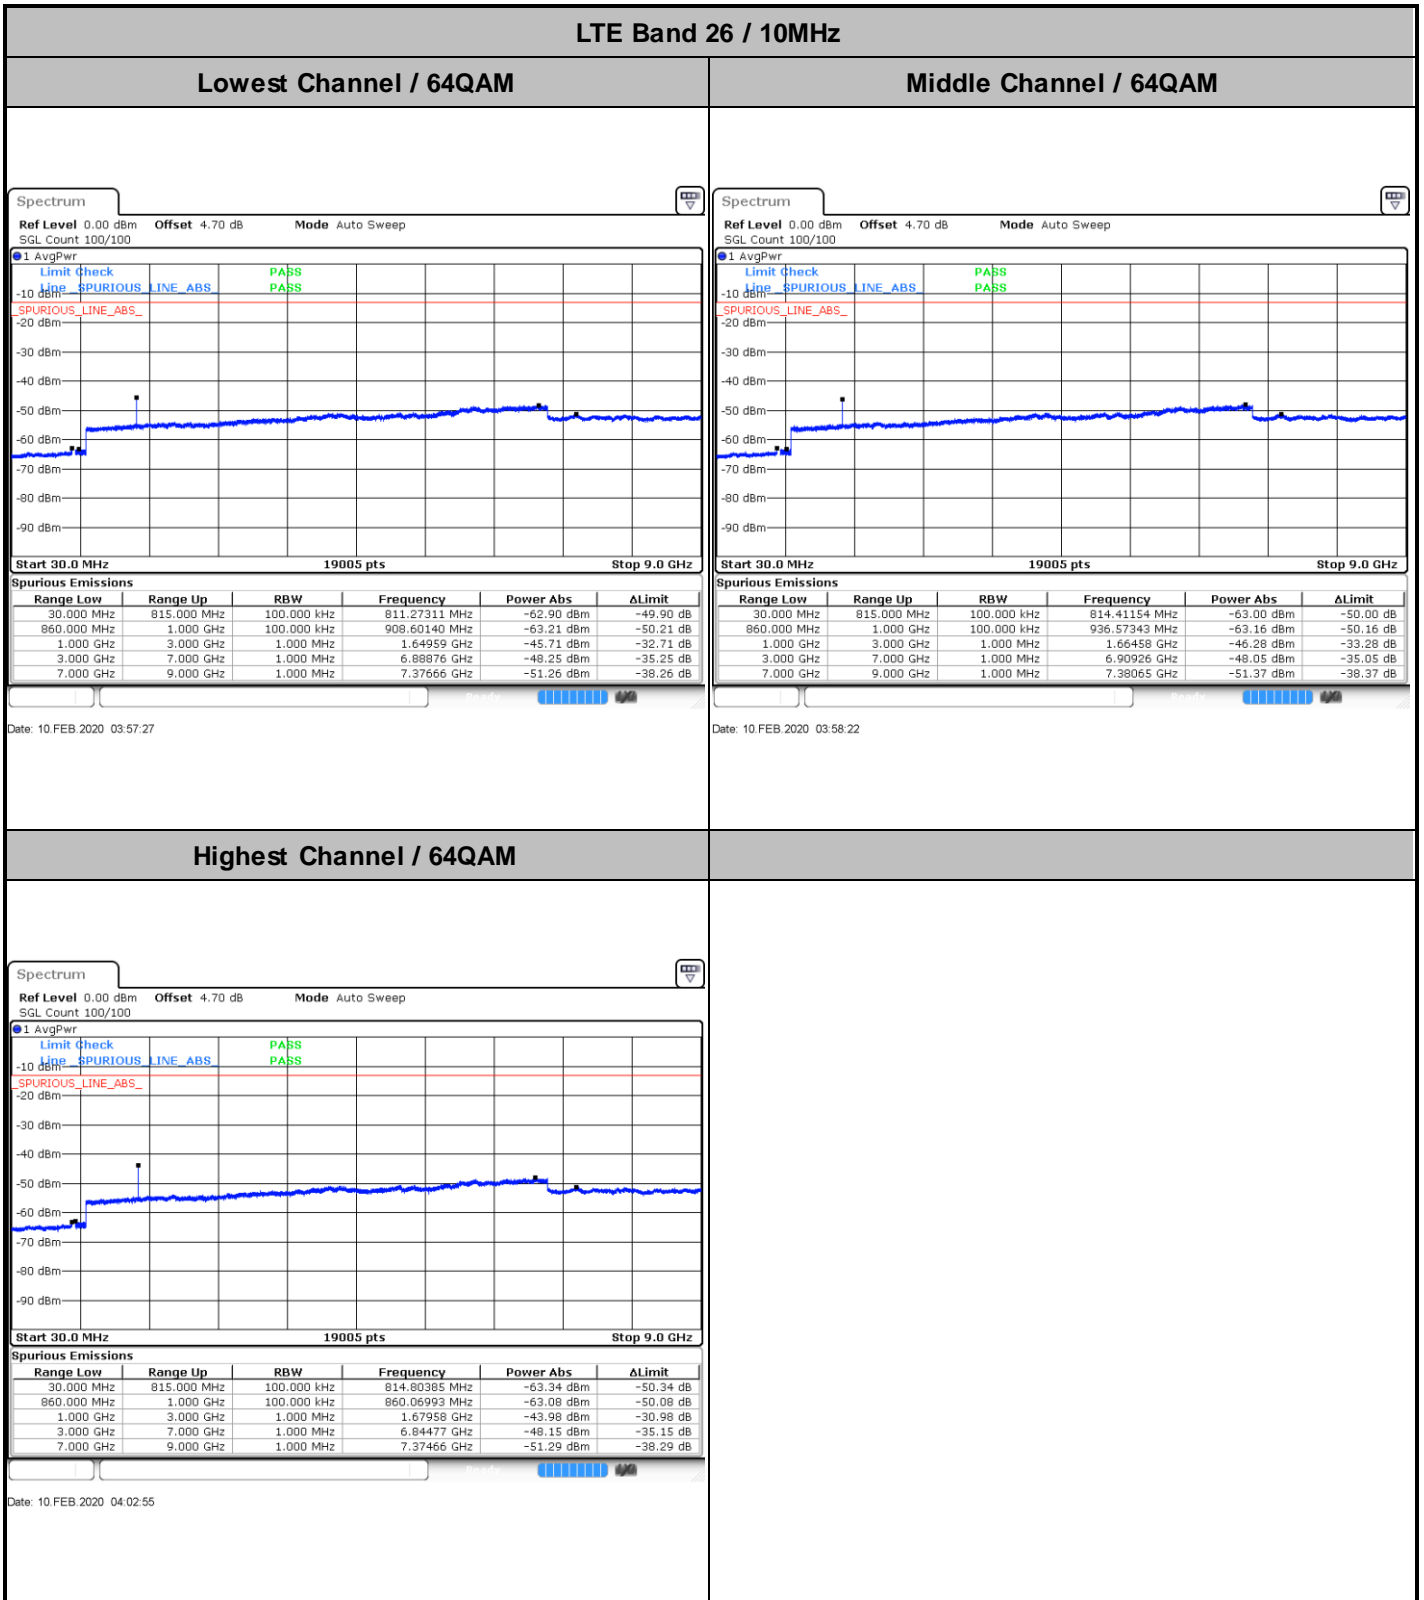 LTE Band 26 / 10MHz
Lowest Channel / 64QAM
Middle Channel / 64QAM
Spectrum
Ref Level 0.00 dBm Offset 4.70 dB Mode Auto Sweep
SGL Count 100/100
1 AvgPwr
Limit Check PASS
Line _SPURIOUS_LINE_ABS_ PASS
-10 dBm
_SPURIOUS_LINE_ABS_
-20 dBm
-30 dBm
-40 dBm
-50 dBm
-60 dBm
-70 dBm
-80 dBm
-90 dBm
Start 30.0 MHz 19005 pts Stop 9.0 GHz
Spurious Emissions
Range Low Range Up RBW Frequency Power Abs ΔLimit
30.000 MHz 815.000 MHz 100.000 kHz 811.27311 MHz -62.90 dBm -49.90 dB
860.000 MHz 1.000 GHz 100.000 kHz 908.60140 MHz -63.21 dBm -50.21 dB
1.000 GHz 3.000 GHz 1.000 MHz 1.64959 GHz -45.71 dBm -32.71 dB
3.000 GHz 7.000 GHz 1.000 MHz 6.88876 GHz -48.25 dBm -35.25 dB
7.000 GHz 9.000 GHz 1.000 MHz 7.37666 GHz -51.26 dBm -38.26 dB
Ready
Date: 10.FEB.2020 03:57:27
Spectrum
Ref Level 0.00 dBm Offset 4.70 dB Mode Auto Sweep
SGL Count 100/100
1 AvgPwr
Limit Check PASS
Line _SPURIOUS_LINE_ABS_ PASS
-10 dBm
_SPURIOUS_LINE_ABS_
-20 dBm
-30 dBm
-40 dBm
-50 dBm
-60 dBm
-70 dBm
-80 dBm
-90 dBm
Start 30.0 MHz 19005 pts Stop 9.0 GHz
Spurious Emissions
Range Low Range Up RBW Frequency Power Abs ΔLimit
30.000 MHz 815.000 MHz 100.000 kHz 814.41154 MHz -63.00 dBm -50.00 dB
860.000 MHz 1.000 GHz 100.000 kHz 936.57343 MHz -63.16 dBm -50.16 dB
1.000 GHz 3.000 GHz 1.000 MHz 1.66458 GHz -46.28 dBm -33.28 dB
3.000 GHz 7.000 GHz 1.000 MHz 6.90926 GHz -48.05 dBm -35.05 dB
7.000 GHz 9.000 GHz 1.000 MHz 7.38065 GHz -51.37 dBm -38.37 dB
Ready
Date: 10.FEB.2020 03:58:22
Highest Channel / 64QAM
Spectrum
Ref Level 0.00 dBm Offset 4.70 dB Mode Auto Sweep
SGL Count 100/100
1 AvgPwr
Limit Check PASS
Line _SPURIOUS_LINE_ABS_ PASS
-10 dBm
_SPURIOUS_LINE_ABS_
-20 dBm
-30 dBm
-40 dBm
-50 dBm
-60 dBm
-70 dBm
-80 dBm
-90 dBm
Start 30.0 MHz 19005 pts Stop 9.0 GHz
Spurious Emissions
Range Low Range Up RBW Frequency Power Abs ΔLimit
30.000 MHz 815.000 MHz 100.000 kHz 814.80385 MHz -63.34 dBm -50.34 dB
860.000 MHz 1.000 GHz 100.000 kHz 860.06993 MHz -63.08 dBm -50.08 dB
1.000 GHz 3.000 GHz 1.000 MHz 1.67958 GHz -43.98 dBm -30.98 dB
3.000 GHz 7.000 GHz 1.000 MHz 6.84477 GHz -48.15 dBm -35.15 dB
7.000 GHz 9.000 GHz 1.000 MHz 7.37466 GHz -51.29 dBm -38.29 dB
Ready
Date: 10.FEB.2020 04:02:55